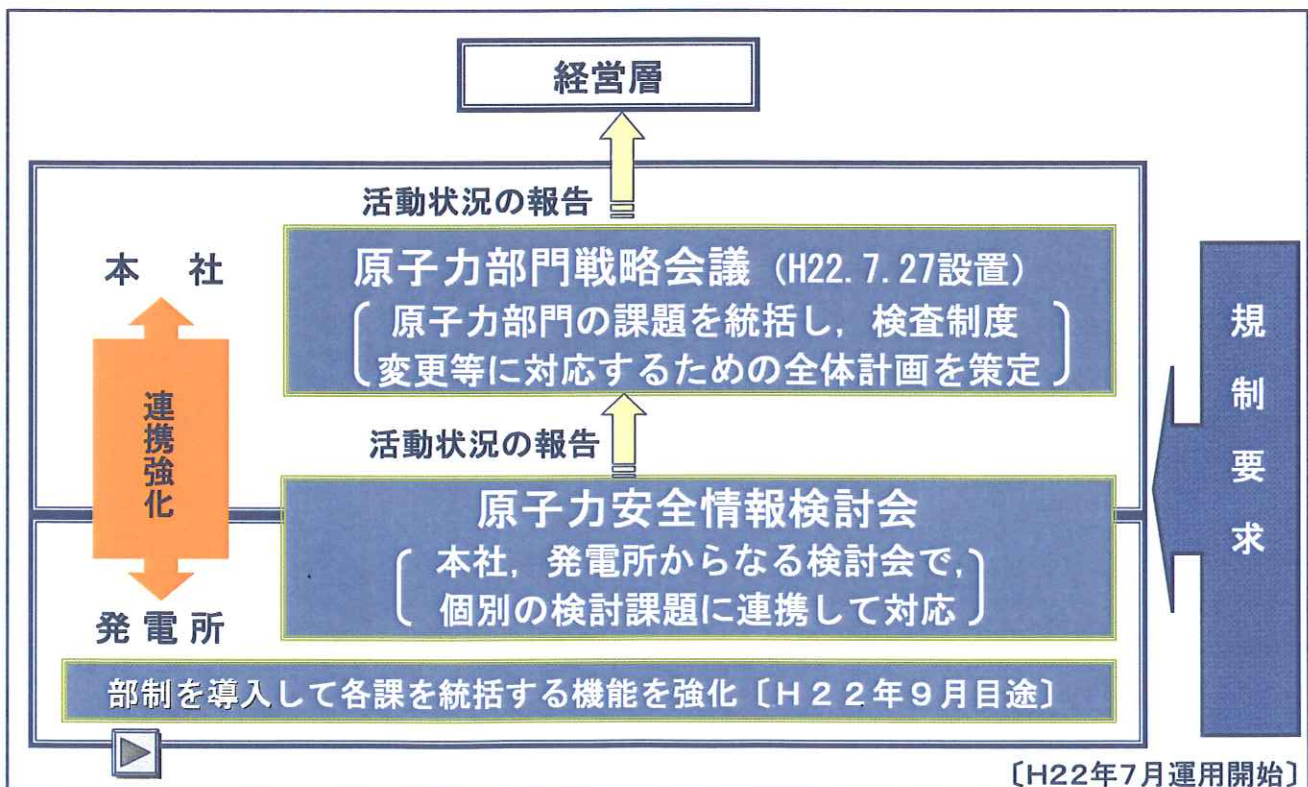 経営層
活動状況の報告
本 社
原子力部門戦略会議 (H22.7.27設置)
原子力部門の課題を統括し，検査制度
変更等に対応するための全体計画を策定
規制要求
連携強化
活動状況の報告
原子力安全情報検討会
本社，発電所からなる検討会で，
個別の検討課題に連携して対応
発電所
部制を導入して各課を統括する機能を強化〔H22年9月目途〕
〔H22年7月運用開始〕